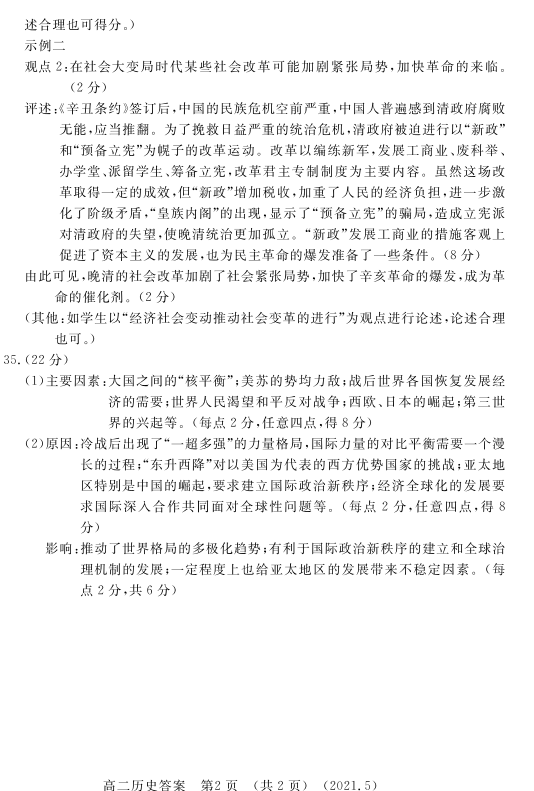 述合理也可得分。)
示例二
观点2:在社会大变局时代某些社会改革可能加剧紧张局势,加快革命的来临。
(2分)
评述:《辛丑条约》签订后,中国的民族危机空前严重,中国人普遍感到清政府腐败
无能,应当推翻。为了挽救日益严重的统治危机,清政府被迫进行以“新政”
和“预备立宪”为幌子的改革运动。改革以编练新军,发展工商业、废科举、
办学堂、派留学生、筹备立宪,改革君主专制制度为主要内容。虽然这场改
革取得一定的成效,但“新政”增加税收,加重了人民的经济负担,进一步激
化了阶级矛盾,“皇族内阁”的出现,显示了“预备立宪”的骗局,造成立宪派
对清政府的失望,使晚清统治更加孤立。“新政”发展工商业的措施客观上
促进了资本主义的发展,也为民主革命的爆发准备了一些条件。(8分)
由此可见,晚清的社会改革加剧了社会紧张局势,加快了辛亥革命的爆发,成为革
命的催化剂。(2分)
(其他:如学生以“经济社会变动推动社会变革的进行”为观点进行论述,论述合理
也可。)
35.(22分)
(1)主要因素:大国之间的“核平衡”;美苏的势均力敌;战后世界各国恢复发展经
济的需要;世界人民渴望和平反对战争;西欧、日本的崛起;第三世
界的兴起等。(每点2分,任意四点,得8分)
(2)原因:冷战后出现了“一超多强”的力量格局,国际力量的对比平衡需要一个漫
长的过程;“东升西降”对以美国为代表的西方优势国家的挑战;亚太地
区特别是中国的崛起,要求建立国际政治新秩序;经济全球化的发展要
求国际深入合作共同面对全球性问题等。(每点2分,任意四点,得8
分)
影响:推动了世界格局的多极化趋势;有利于国际政治新秩序的建立和全球治
理机制的发展;一定程度上也给亚太地区的发展带来不稳定因素。(每
点2分,共6分)
高二历史答案 第2页 (共2页) (2021.5)